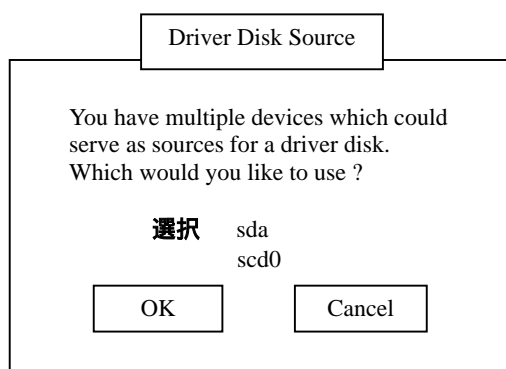 Driver Disk Source
You have multiple devices which could
serve as sources for a driver disk.
Which would you like to use ?
選択 sda
scd0
OK Cancel